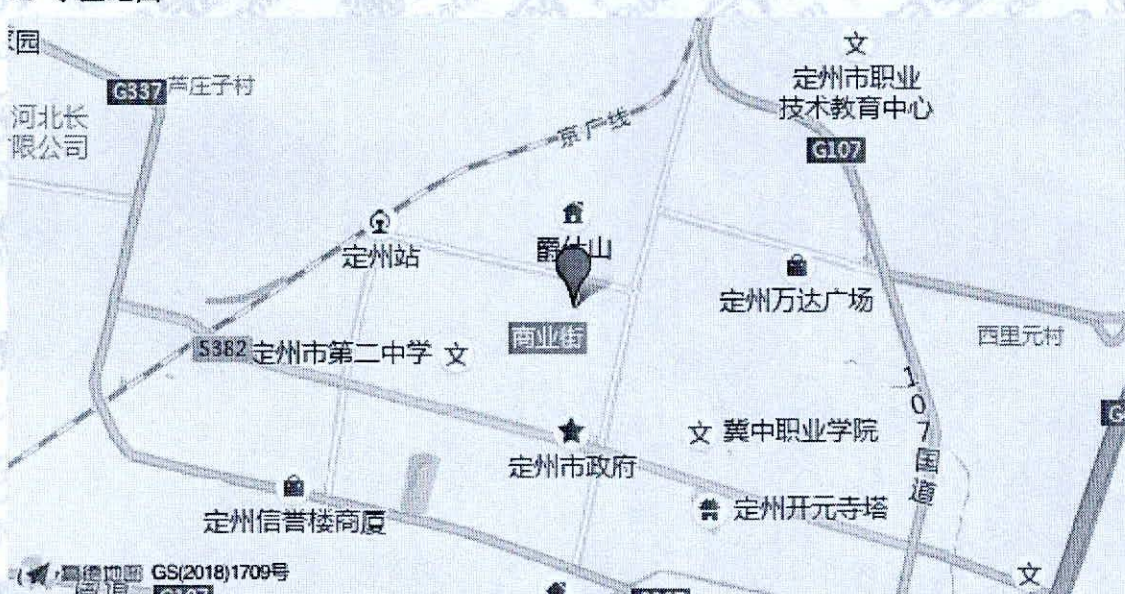 家园
文
定州市职业
技术教育中心
G337
芦庄子村
河北长
限公司
京广线
G107
定州站
定州万达广场
西里元村
南业街
S382
定州市第二中学
文
107国道
文
冀中职业学院
定州市政府
定州开元寺塔
定州信誉楼商厦
高德地图 GS(2018)1709号
文